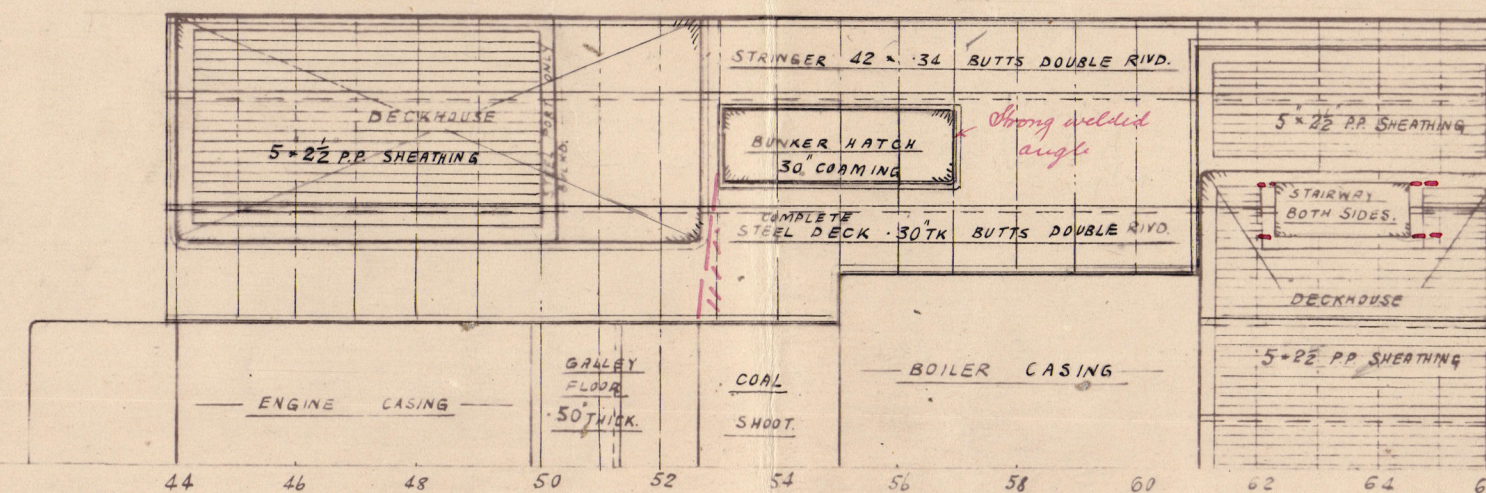 DECKHOUSE
5 × 2½ P.P. SHEATHING
STEEL PORT ONLY
STRINGER 42 × .34 BUTTS DOUBLE RIVD.
BUNKER HATCH
30" COAMING
Strong welded
angle
COMPLETE
STEEL DECK .30"TK BUTTS DOUBLE RIVD.
5" × 2½" P.P. SHEATHING
STAIRWAY
BOTH SIDES.
DECKHOUSE
5 × 2½ P.P. SHEATHING
ENGINE CASING
GALLEY
FLOOR
.50" THICK.
COAL
SHOOT.
BOILER CASING
44 46 48 50 52 54 56 58 60 62 64